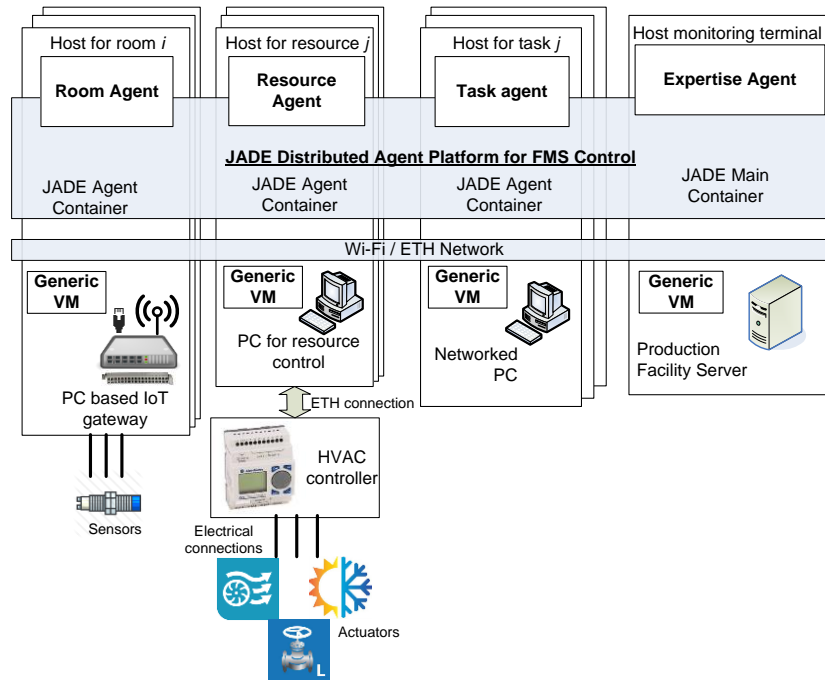 Host for room i
Host for resource j
Host for task j
Host monitoring terminal
Room Agent
Resource
Agent
Task agent
Expertise Agent
JADE Distributed Agent Platform for FMS Control
JADE Agent
Container
JADE Agent
Container
JADE Agent
Container
JADE Main
Container
Wi-Fi / ETH Network
Generic
VM
Generic
VM
Generic
VM
Generic
VM
PC based IoT
gateway
PC for resource
control
Networked
PC
Production
Facility Server
ETH connection
HVAC
controller
Sensors
Electrical
connections
Actuators
L